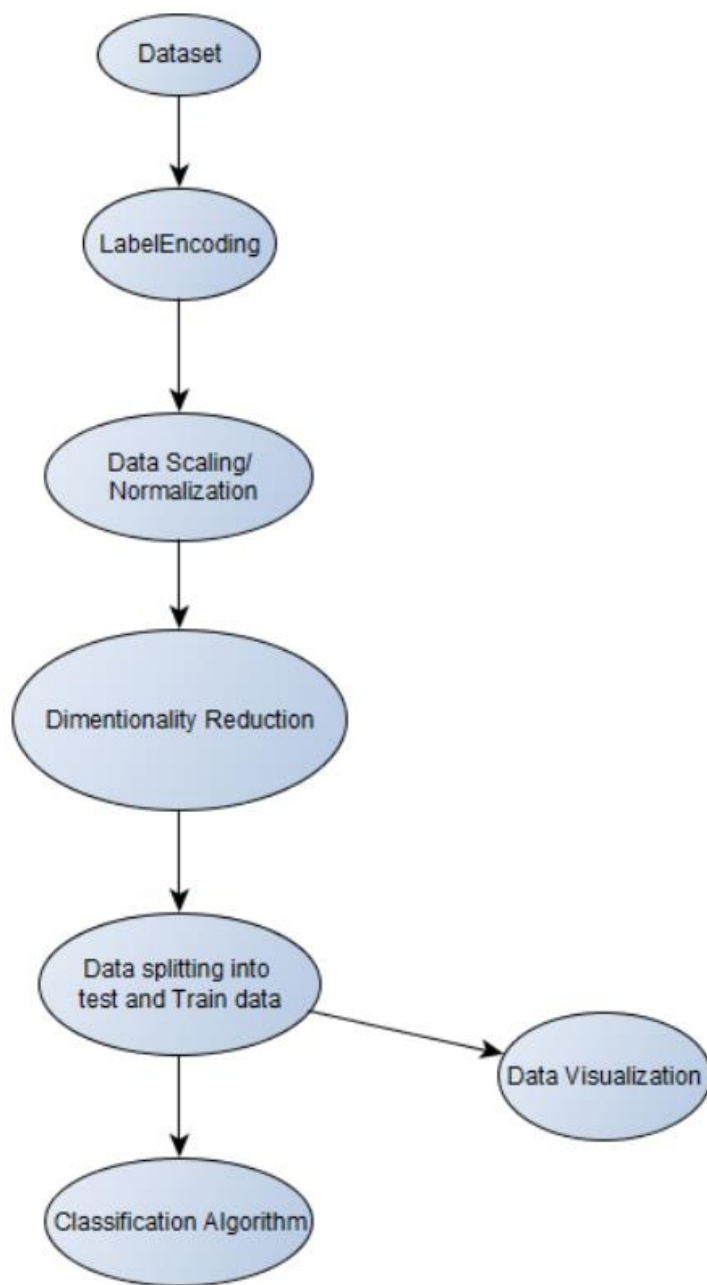 Dataset
LabelEncoding
Data Scaling/
Normalization
Dimentionality Reduction
Data splitting into
test and Train data
Data Visualization
Classification Algorithm